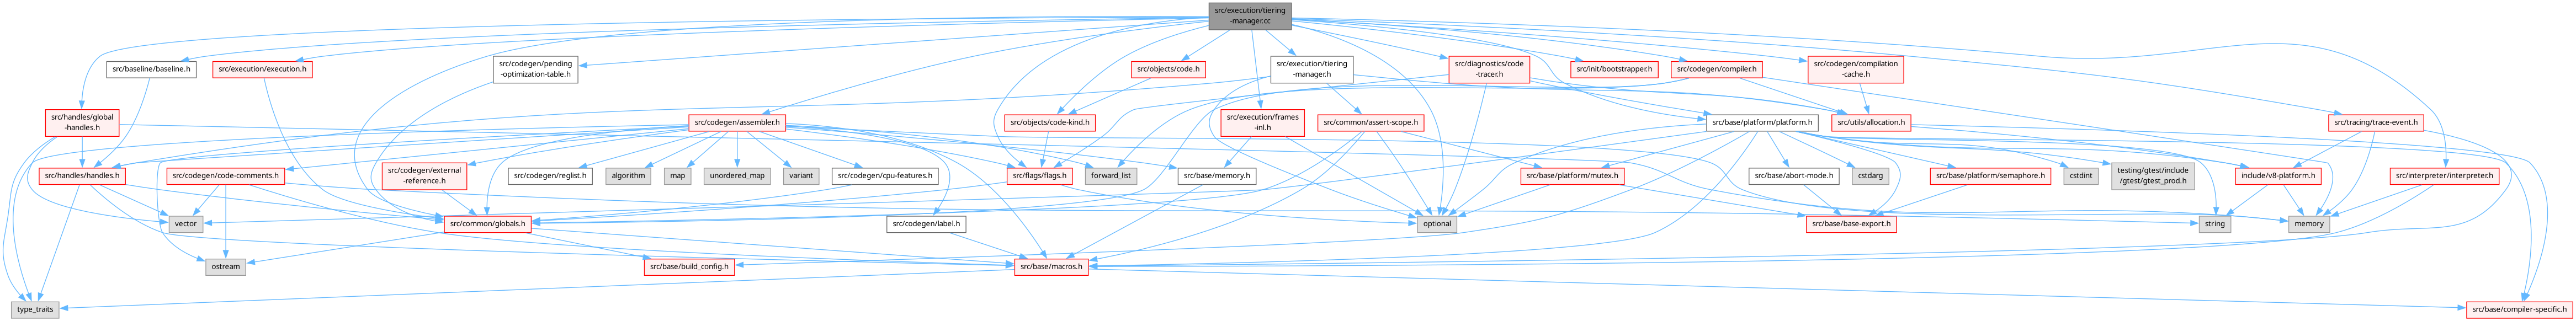 src/execution/tiering
-manager.cc
src/baseline/baseline.h
src/execution/execution.h
src/codegen/pending
-optimization-table.h
src/objects/code.h
src/execution/tiering
-manager.h
src/diagnostics/code
-tracer.h
src/init/bootstrapper.h
src/codegen/compiler.h
src/codegen/compilation
-cache.h
src/handles/global
-handles.h
src/codegen/assembler.h
src/objects/code-kind.h
src/execution/frames
-inl.h
src/common/assert-scope.h
src/base/platform/platform.h
src/utils/allocation.h
src/tracing/trace-event.h
src/handles/handles.h
src/codegen/code-comments.h
src/codegen/external
-reference.h
src/codegen/reglist.h
algorithm
map
unordered_map
variant
src/codegen/cpu-features.h
src/flags/flags.h
forward_list
src/base/memory.h
src/base/platform/mutex.h
src/base/abort-mode.h
cstdarg
src/base/platform/semaphore.h
cstdint
testing/gtest/include
/gtest/gtest_prod.h
include/v8-platform.h
src/interpreter/interpreter.h
vector
src/common/globals.h
src/codegen/label.h
optional
src/base/base-export.h
string
memory
ostream
src/base/build_config.h
src/base/macros.h
type_traits
src/base/compiler-specific.h